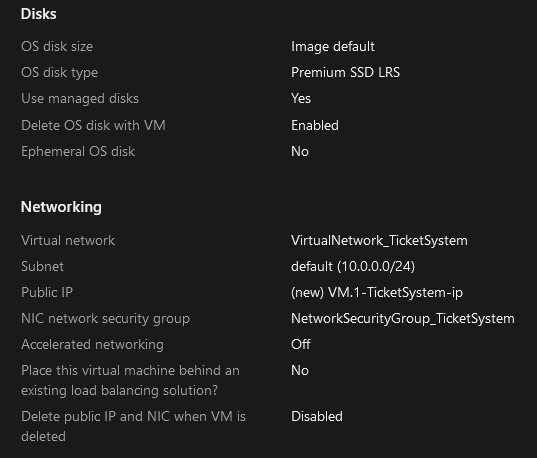 Disks
OS disk size Image default
OS disk type Premium SSD LRS
Use managed disks Yes
Delete OS disk with VM Enabled
Ephemeral OS disk No
Networking
Virtual network VirtualNetwork_TicketSystem
Subnet default (10.0.0.0/24)
Public IP (new) VM.1-TicketSystem-ip
NIC network security group NetworkSecurityGroup_TicketSystem
Accelerated networking Off
Place this virtual machine behind an No
existing load balancing solution?
Delete public IP and NIC when VM is Disabled
deleted